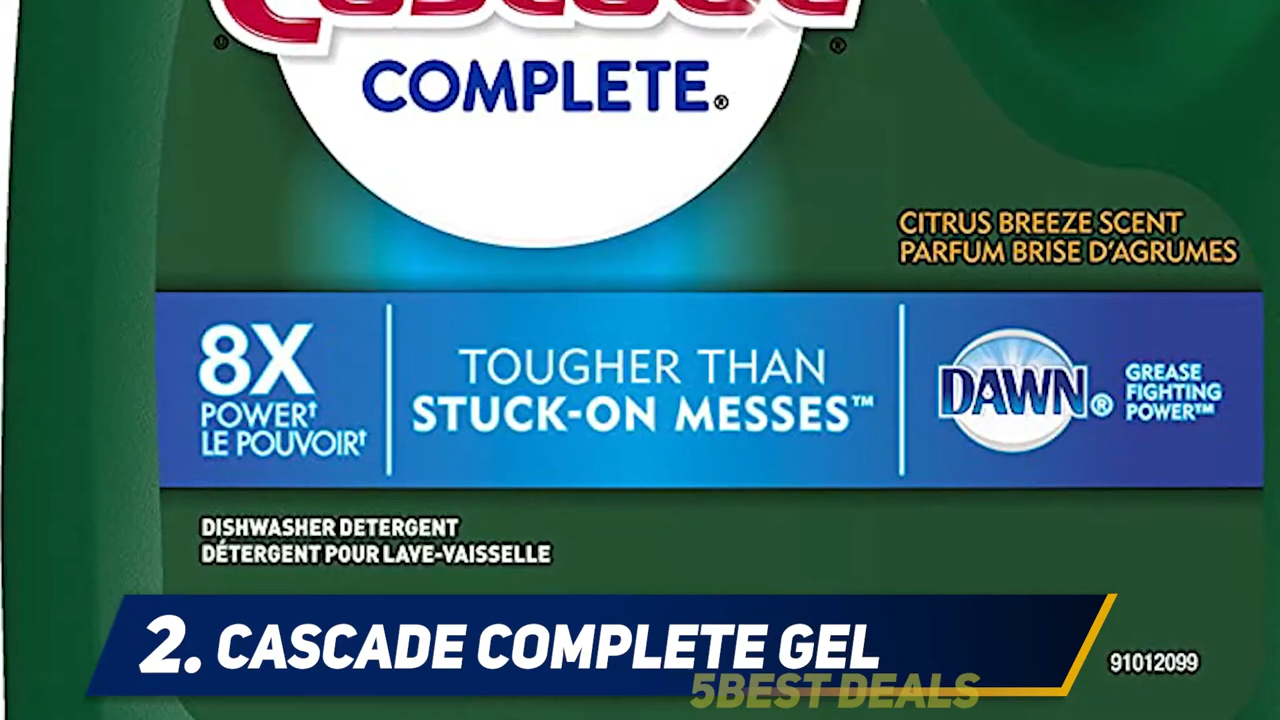 Cascade
COMPLETE®
CITRUS BREEZE SCENT
PARFUM BRISE D'AGRUMES
8X
POWER†
LE POUVOIR†
TOUGHER THAN
STUCK-ON MESSES™
DAWN®
GREASE
FIGHTING
POWER™
DISHWASHER DETERGENT
DÉTERGENT POUR LAVE-VAISSELLE
2. CASCADE COMPLETE GEL
5BEST DEALS
91012099